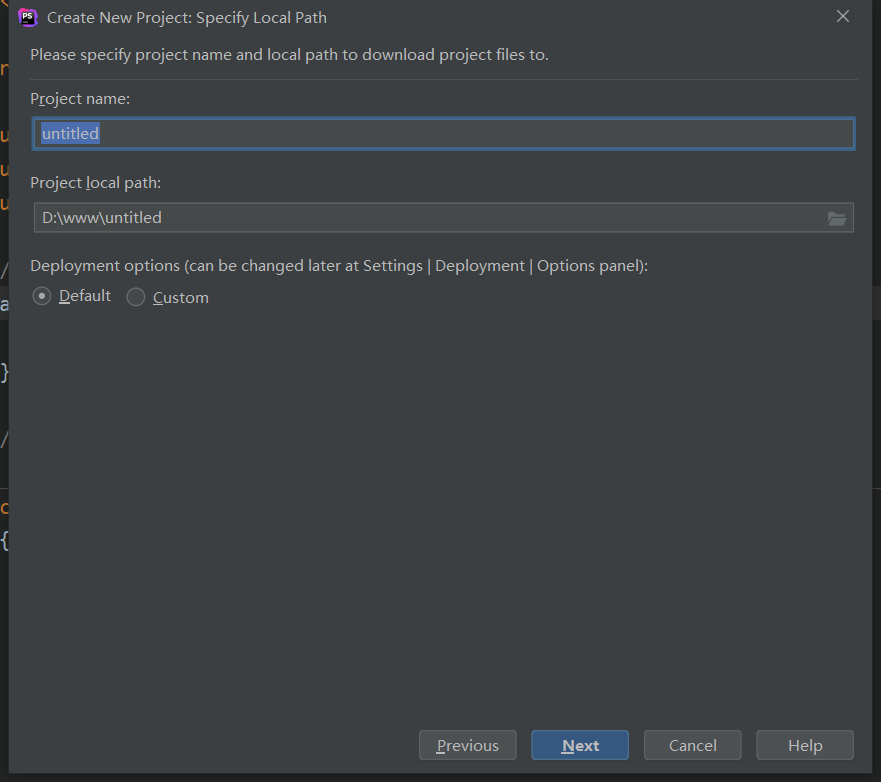 PS
Create New Project: Specify Local Path
Please specify project name and local path to download project files to.
Project name:
untitled
Project local path:
D:\www\untitled
Deployment options (can be changed later at Settings | Deployment | Options panel):
Default Custom
Previous Next Cancel Help